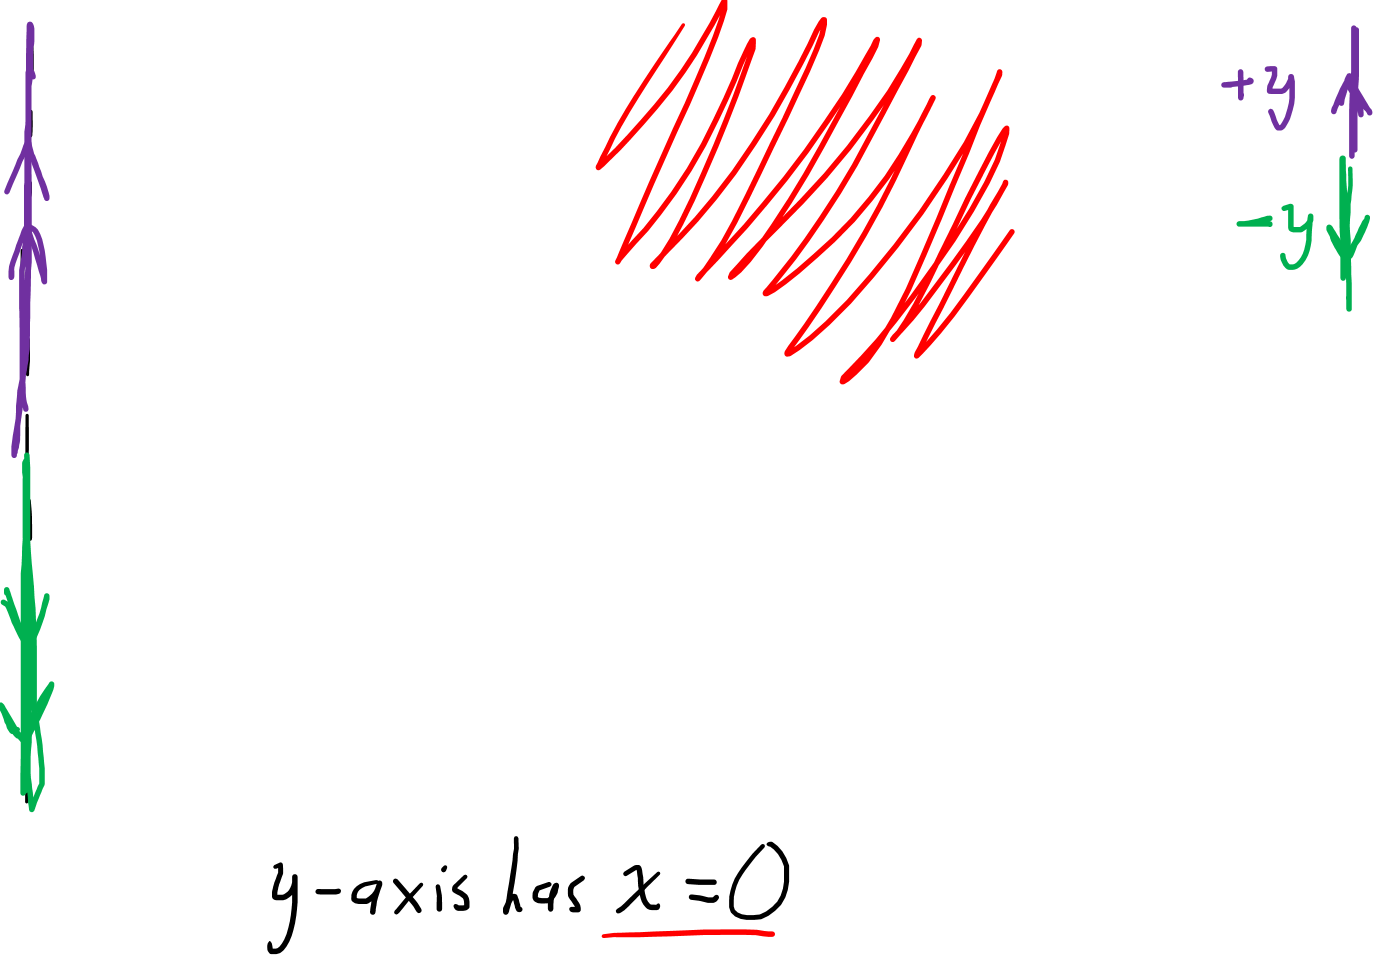 +y
-y
y-axis has x = 0